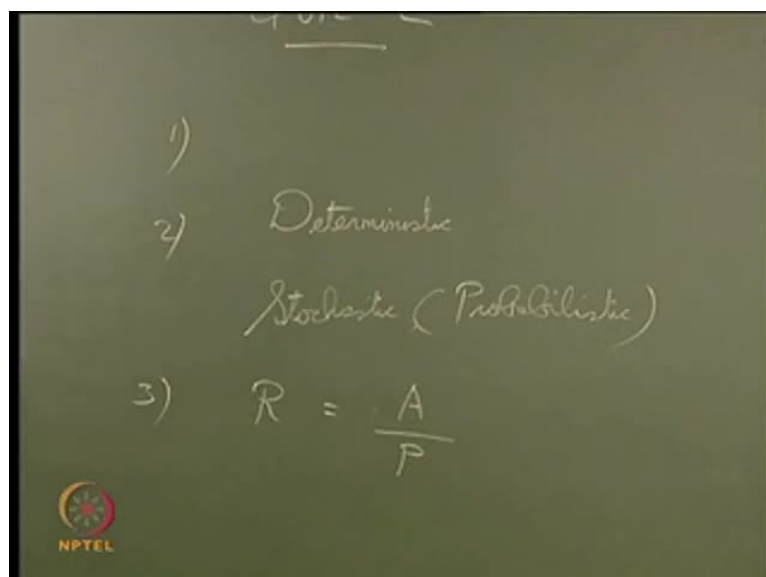 1)
2) Deterministic
Stochastic (Probabilistic)
3) R = A
P
NPTEL